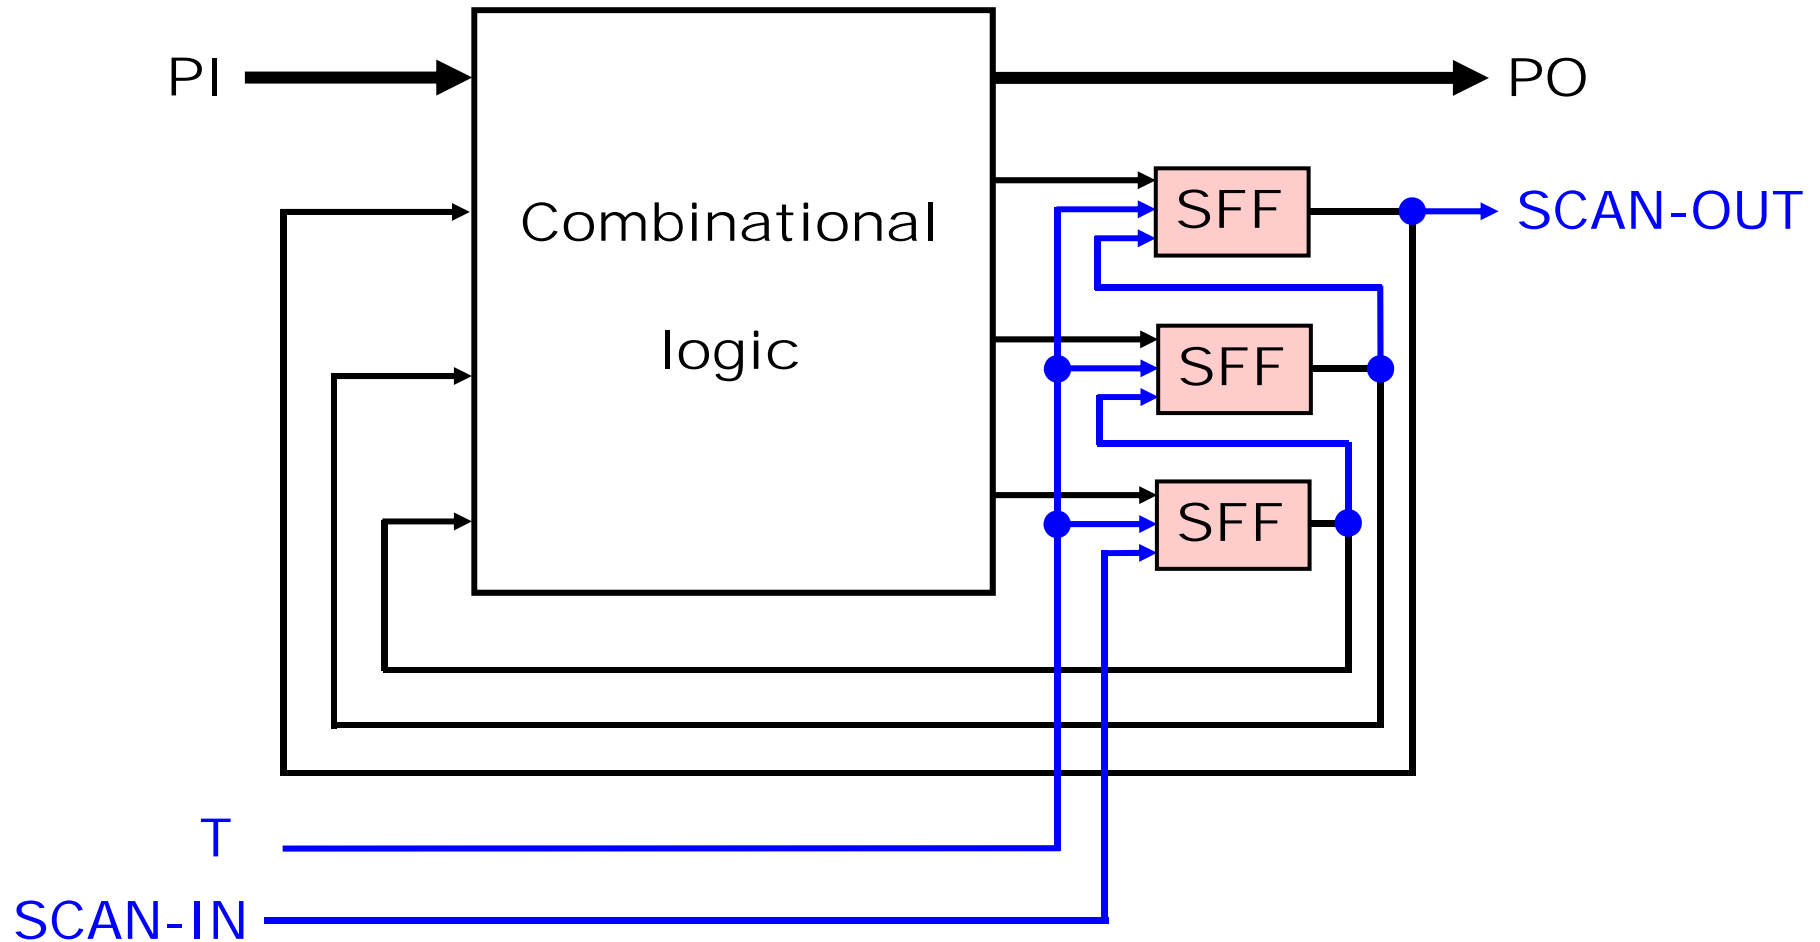 PI
PO
SFF
SCAN-OUT
Combinational
logic
SFF
SFF
T
SCAN-IN